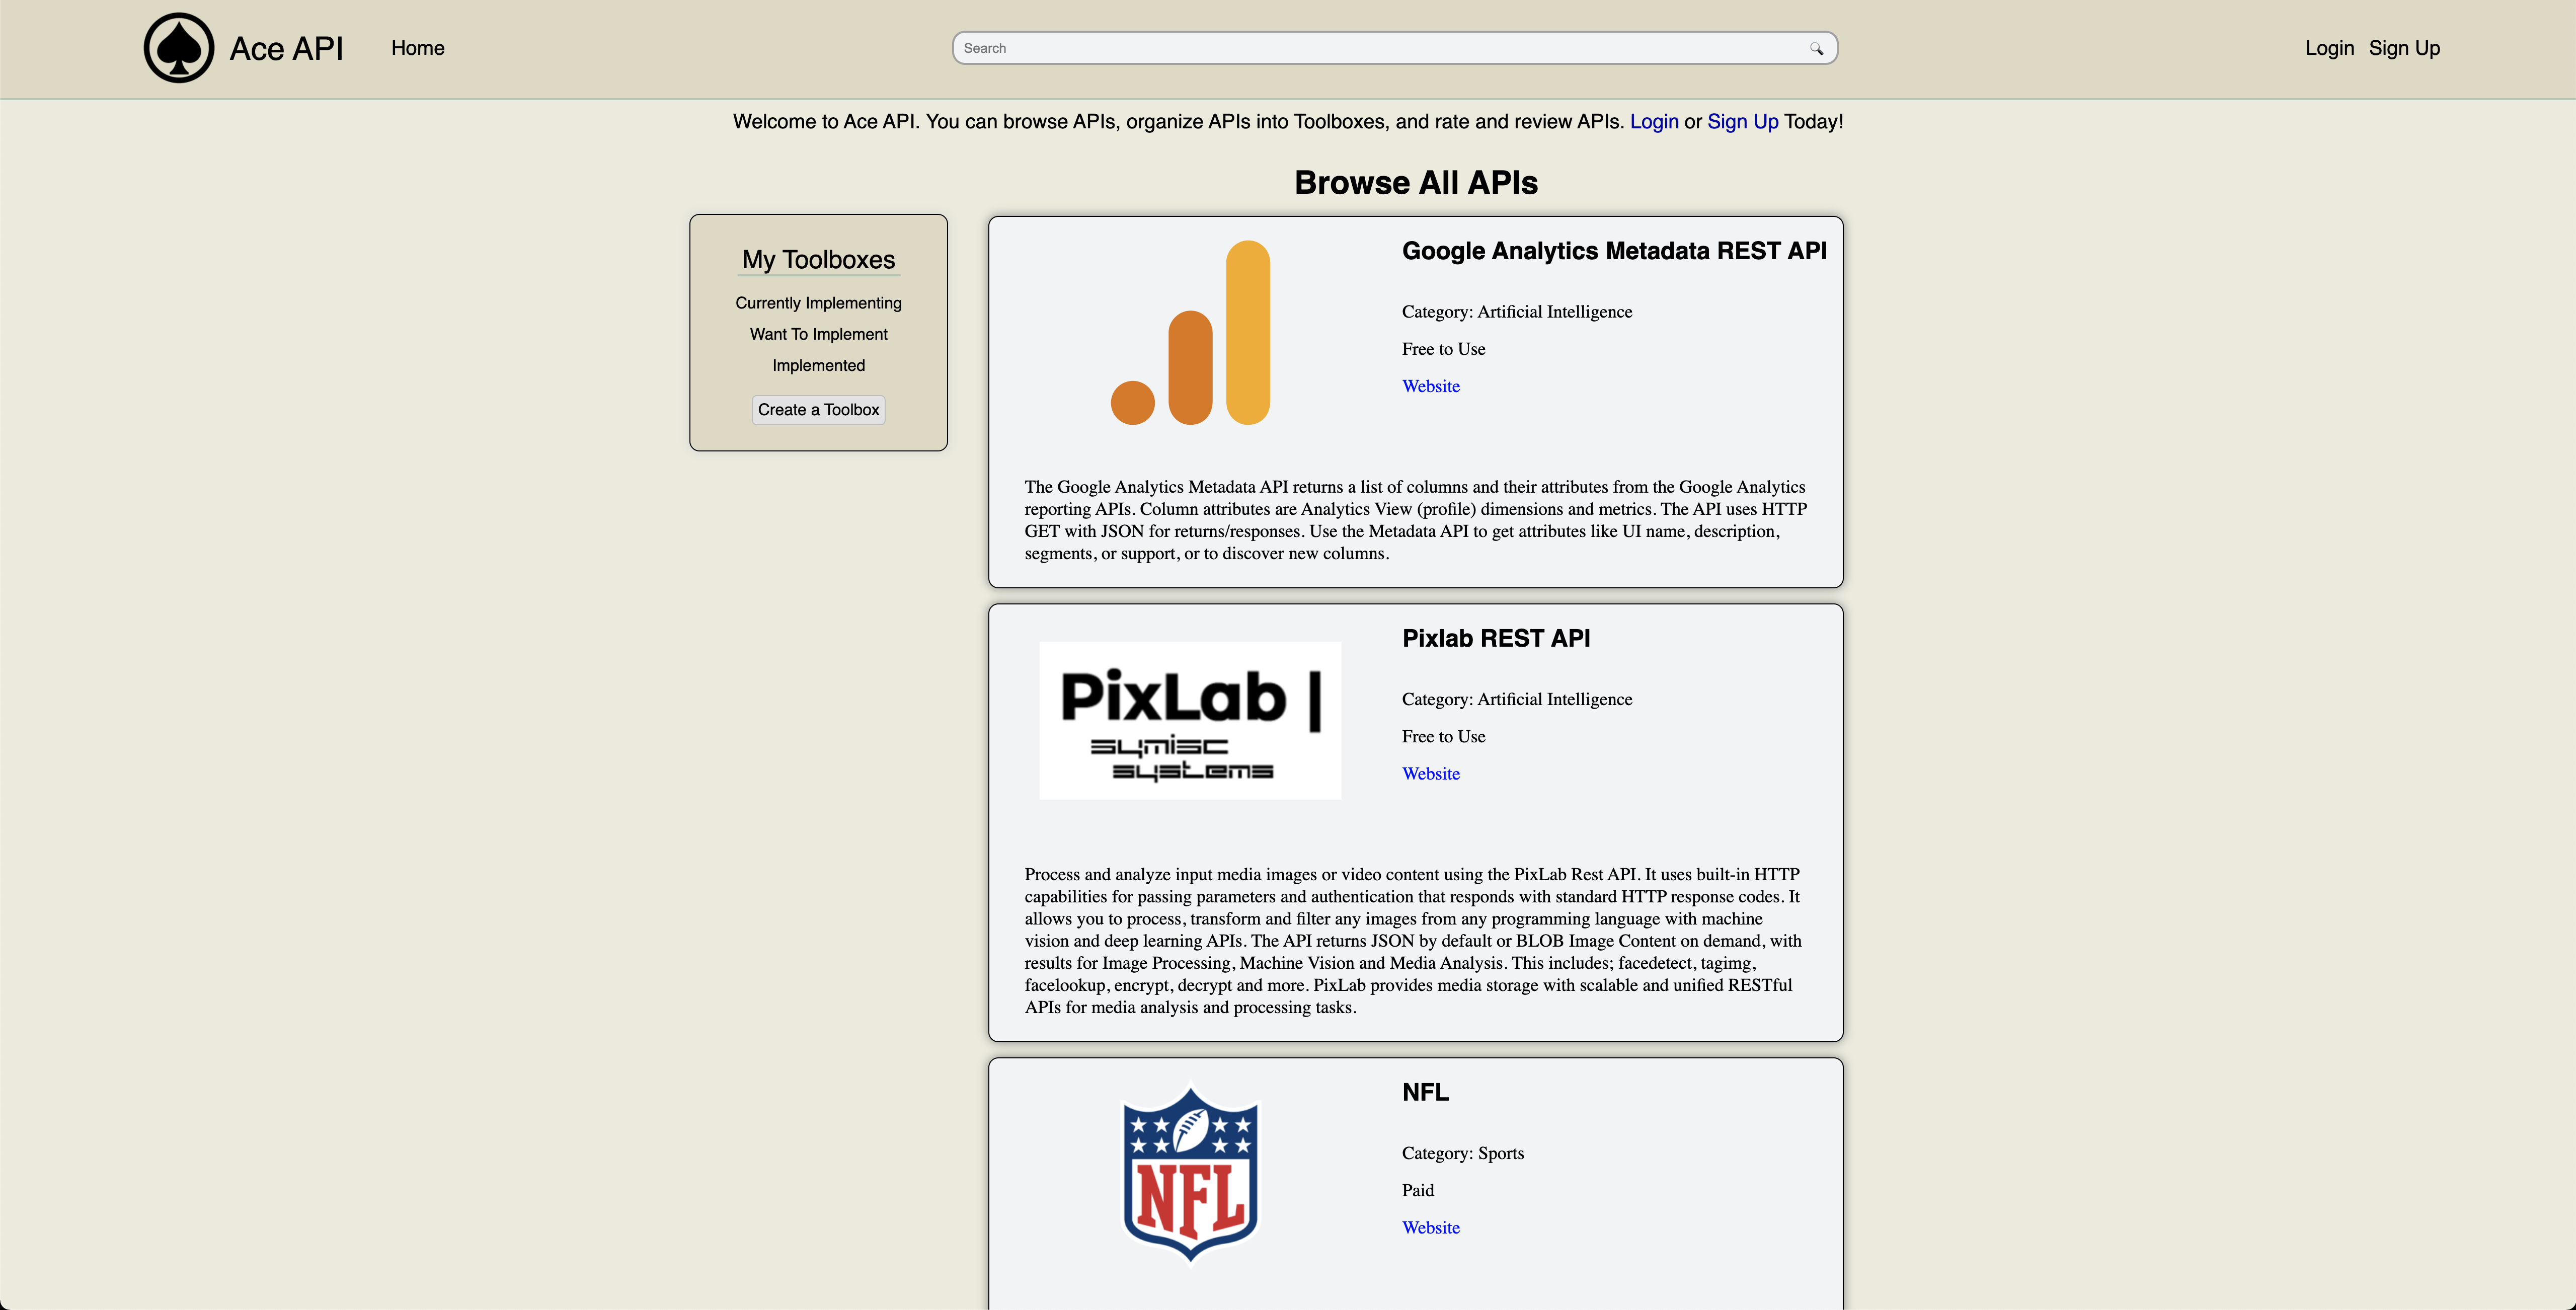 Ace API
Home
Search
Login
Sign Up
Welcome to Ace API. You can browse APIs, organize APIs into Toolboxes, and rate and review APIs. Login or Sign Up Today!
Browse All APIs
My Toolboxes
Currently Implementing
Want To Implement
Implemented
Create a Toolbox
Google Analytics Metadata REST API
Category: Artificial Intelligence
Free to Use
Website
The Google Analytics Metadata API returns a list of columns and their attributes from the Google Analytics
reporting APIs. Column attributes are Analytics View (profile) dimensions and metrics. The API uses HTTP
GET with JSON for returns/responses. Use the Metadata API to get attributes like UI name, description,
segments, or support, or to discover new columns.
PixLab |
symisc
systems
Pixlab REST API
Category: Artificial Intelligence
Free to Use
Website
Process and analyze input media images or video content using the PixLab Rest API. It uses built-in HTTP
capabilities for passing parameters and authentication that responds with standard HTTP response codes. It
allows you to process, transform and filter any images from any programming language with machine
vision and deep learning APIs. The API returns JSON by default or BLOB Image Content on demand, with
results for Image Processing, Machine Vision and Media Analysis. This includes; facedetect, tagimg,
facelookup, encrypt, decrypt and more. PixLab provides media storage with scalable and unified RESTful
APIs for media analysis and processing tasks.
NFL
NFL
Category: Sports
Paid
Website